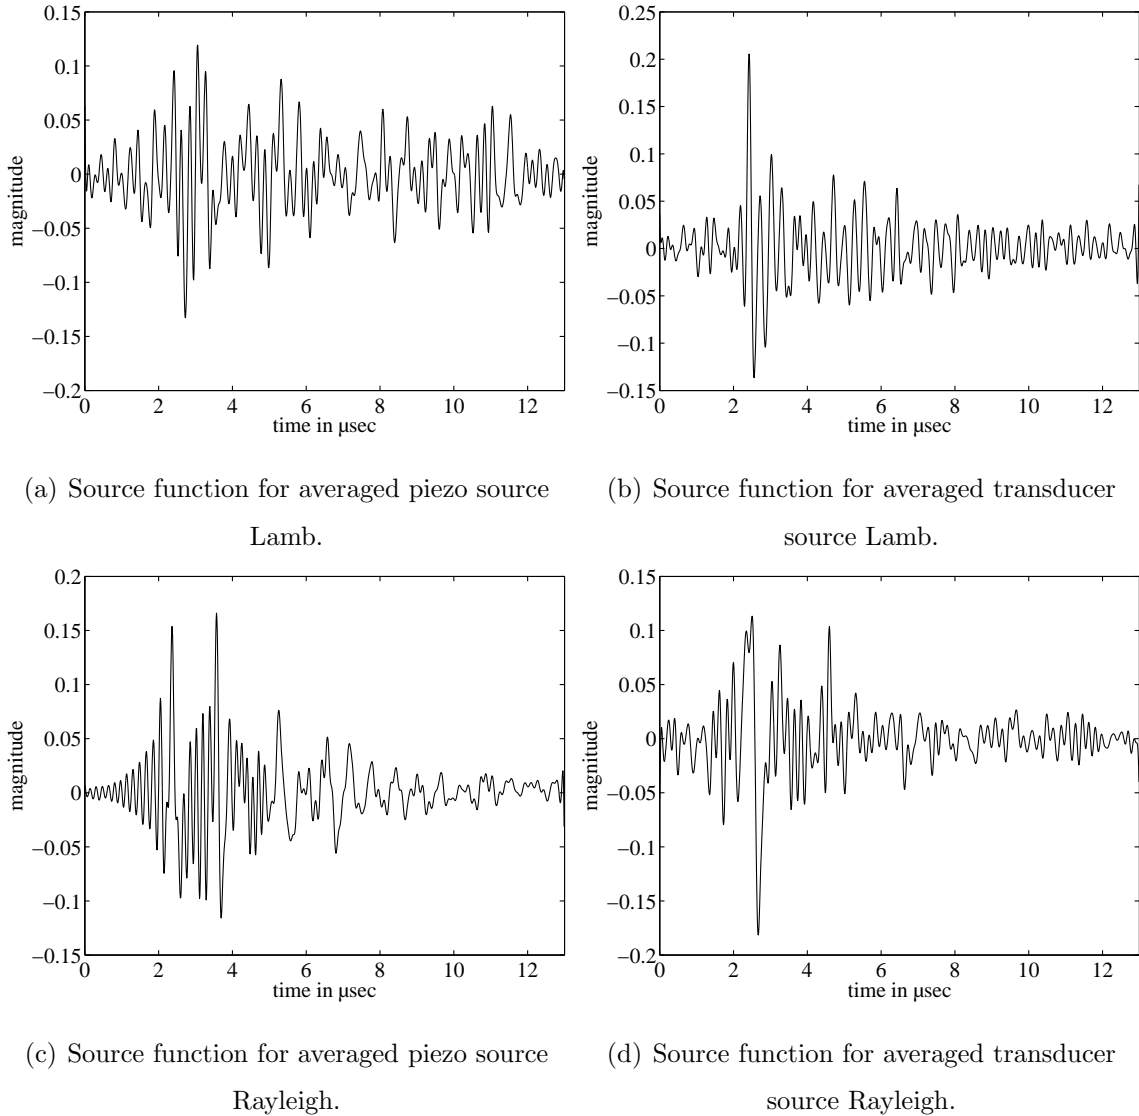 0.15
0.1
0.05
0
−0.05
−0.1
−0.15
−0.2
magnitude
0 2 4 6 8 10 12
time in µsec
(a) Source function for averaged piezo source
Lamb.
0.25
0.2
0.15
0.1
0.05
0
−0.05
−0.1
−0.15
magnitude
0 2 4 6 8 10 12
time in µsec
(b) Source function for averaged transducer
source Lamb.
0.2
0.15
0.1
0.05
0
−0.05
−0.1
−0.15
magnitude
0 2 4 6 8 10 12
time in µsec
(c) Source function for averaged piezo source
Rayleigh.
0.15
0.1
0.05
0
−0.05
−0.1
−0.15
−0.2
magnitude
0 2 4 6 8 10 12
time in µsec
(d) Source function for averaged transducer
source Rayleigh.